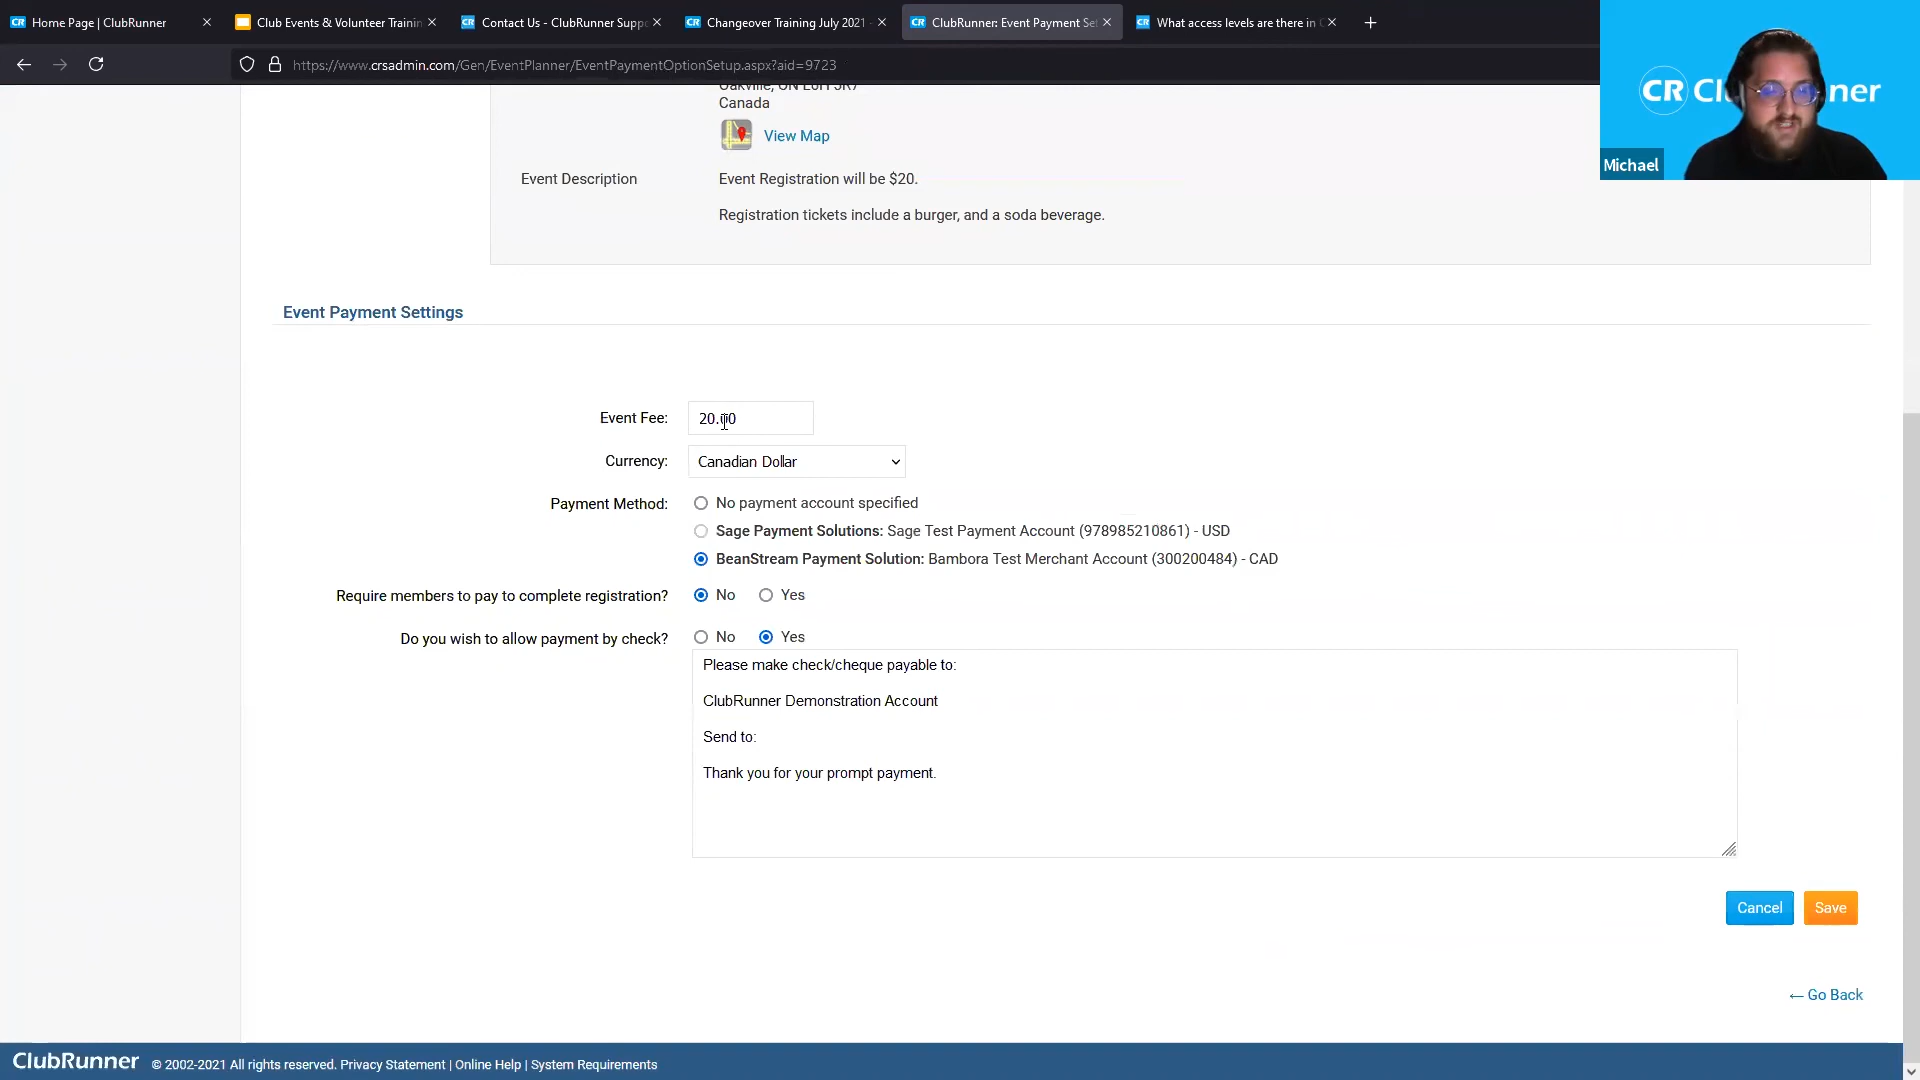 Home Page | ClubRunner
Club Events & Volunteer Trainin
Contact Us - ClubRunner Suppo
Changeover Training July 2021 -
ClubRunner: Event Payment Set
What access levels are there in C
https://www.crsadmin.com/Gen/EventPlanner/EventPaymentOptionSetup.aspx?aid=9723
Canada
View Map
Event Description
Event Registration will be $20.
Registration tickets include a burger, and a soda beverage.
CR Cl ner
Michael
Event Payment Settings
Event Fee:
20.00
Currency:
Canadian Dollar
Payment Method:
No payment account specified
Sage Payment Solutions: Sage Test Payment Account (978985210861) - USD
BeanStream Payment Solution: Bambora Test Merchant Account (300200484) - CAD
Require members to pay to complete registration?
No Yes
Do you wish to allow payment by check?
No Yes
Please make check/cheque payable to:
ClubRunner Demonstration Account
Send to:
Thank you for your prompt payment.
Cancel
Save
← Go Back
ClubRunner © 2002-2021 All rights reserved. Privacy Statement | Online Help | System Requirements